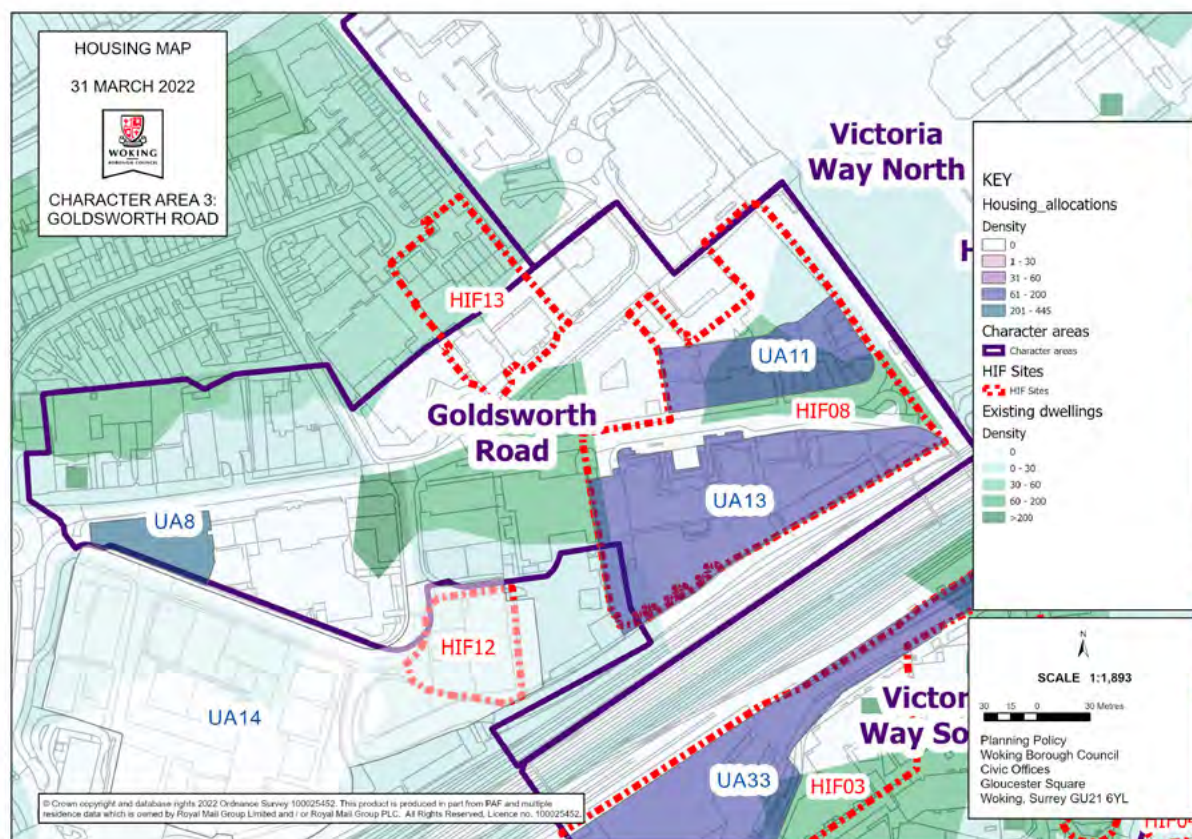 HOUSING MAP
31 MARCH 2022
WOKING
BOROUGH COUNCIL
CHARACTER AREA 3:
GOLDSWORTH ROAD
Victoria
Way North
H
HIF13
UA11
HIF08
Goldsworth
Road
UA13
UA8
HIF12
UA14
Victor
Way So
UA33
HIF03
HIF04
KEY
Housing_allocations
Density
0
1 - 30
31 - 60
61 - 200
201 - 445
Character areas
Character areas
HIF Sites
HIF Sites
Existing dwellings
Density
0
0 - 30
30 - 60
60 - 200
>200
N
SCALE 1:1,893
30 15 0 30 Metres
Planning Policy
Woking Borough Council
Civic Offices
Gloucester Square
Woking, Surrey GU21 6YL
© Crown copyright and database rights 2022 Ordnance Survey 100025452. This product is produced in part from PAF and multiple
residence data which is owned by Royal Mail Group Limited and / or Royal Mail Group PLC. All Rights Reserved, Licence no. 100025452.